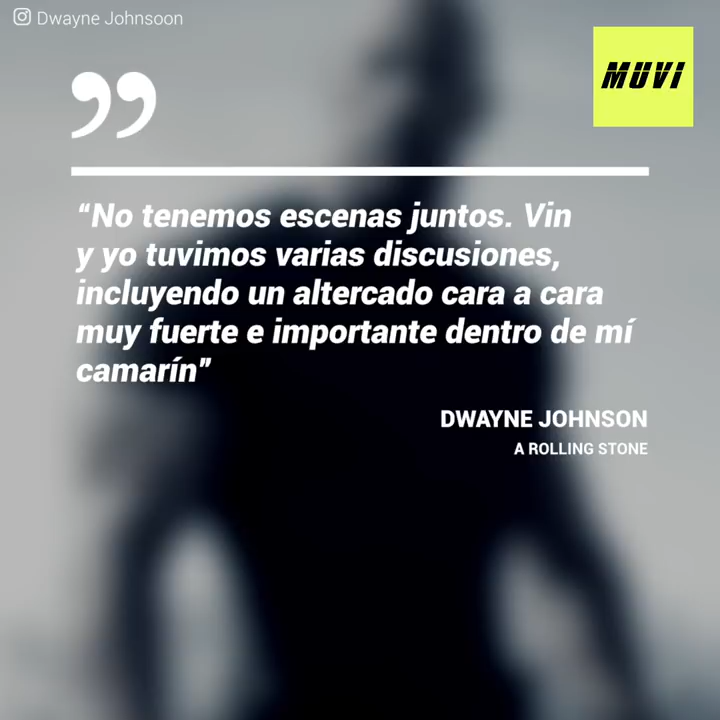 Dwayne Johnsoon
MUVI
”
“No tenemos escenas juntos. Vin
y yo tuvimos varias discusiones,
incluyendo un altercado cara a cara
muy fuerte e importante dentro de mí
camarín”
DWAYNE JOHNSON
A ROLLING STONE